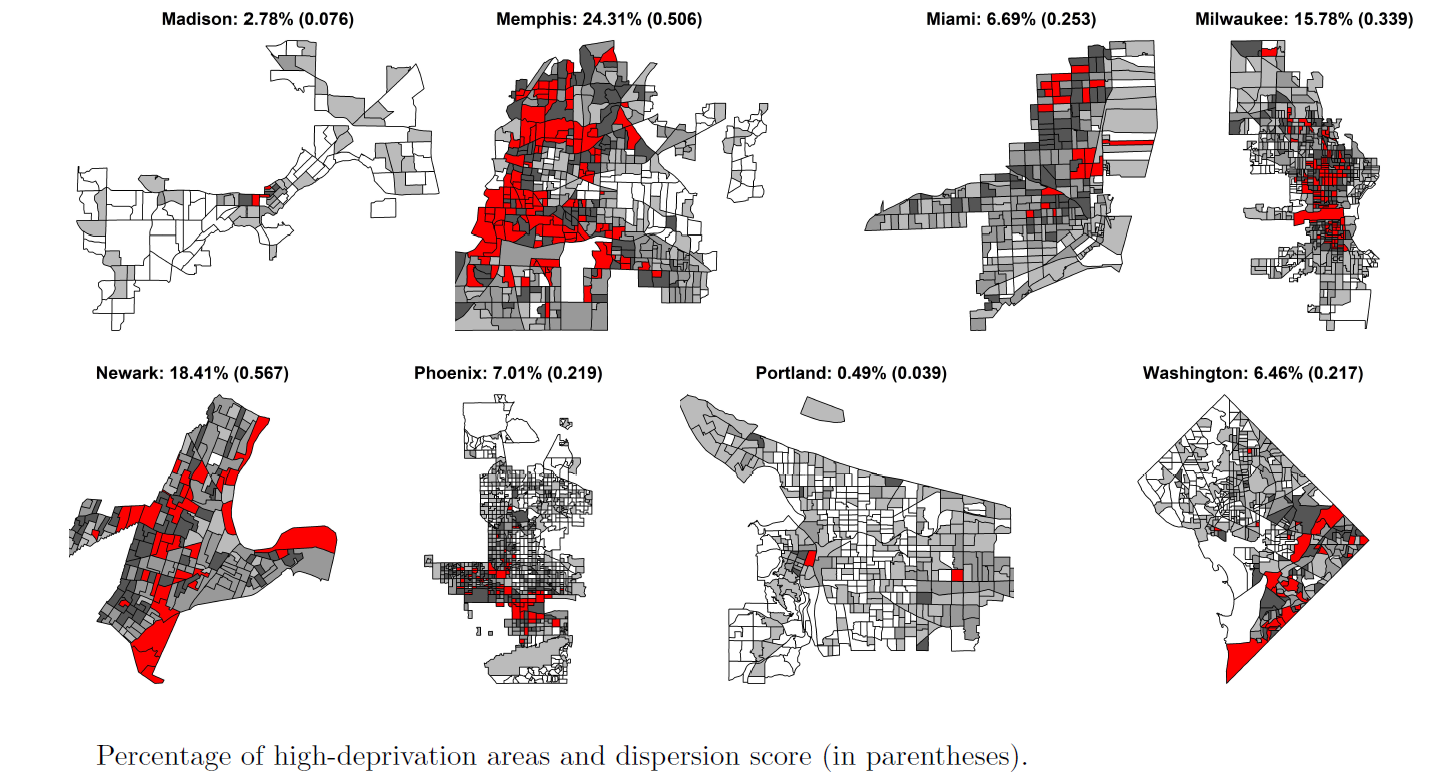 Madison: 2.78% (0.076)
Memphis: 24.31% (0.506)
Miami: 6.69% (0.253)
Milwaukee: 15.78% (0.339)
Newark: 18.41% (0.567)
Phoenix: 7.01% (0.219)
Portland: 0.49% (0.039)
Washington: 6.46% (0.217)
Percentage of high-deprivation areas and dispersion score (in parentheses).